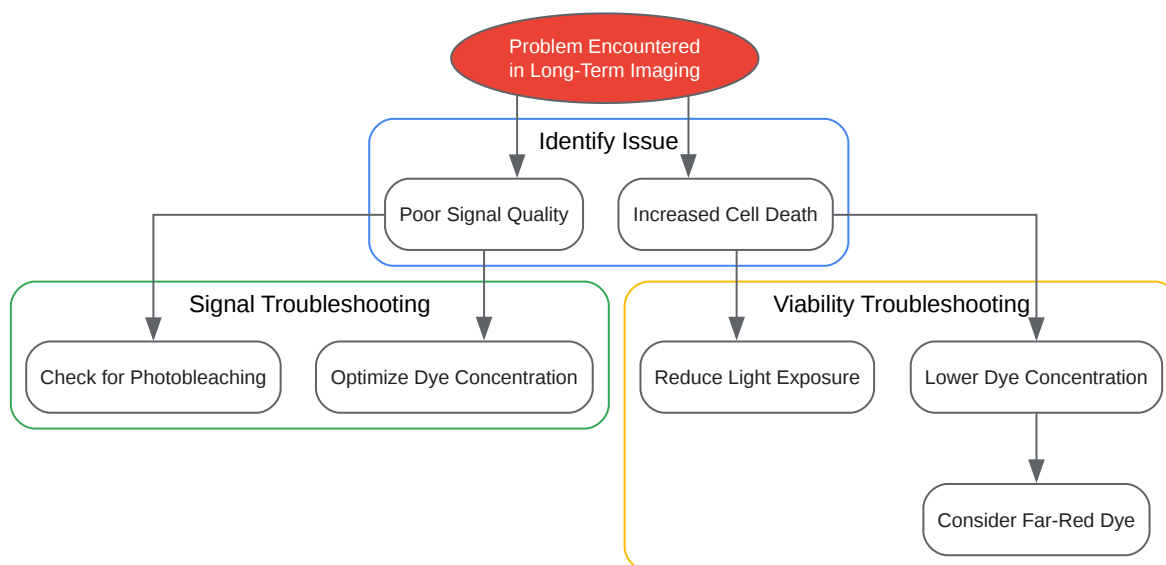 Problem Encountered
in Long-Term Imaging
Identify Issue
Poor Signal Quality
Increased Cell Death
Signal Troubleshooting
Viability Troubleshooting
Check for Photobleaching
Optimize Dye Concentration
Reduce Light Exposure
Lower Dye Concentration
Consider Far-Red Dye